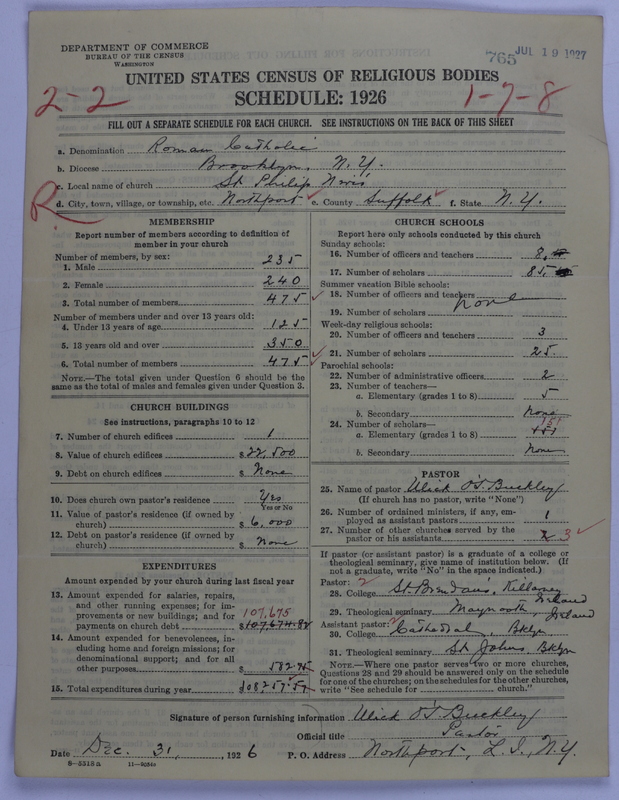 DEPARTMENT OF COMMERCE
BUREAU OF THE CENSUS
WASHINGTON
765 JUL 19 1927
UNITED STATES CENSUS OF RELIGIOUS BODIES
SCHEDULE: 1926
2-2
1-7-8
FILL OUT A SEPARATE SCHEDULE FOR EACH CHURCH. SEE INSTRUCTIONS ON THE BACK OF THIS SHEET
a. Denomination Roman Catholic
b. Diocese Brooklyn, N.Y.
c. Local name of church St Philip Neris
R
d. City, town, village, or township, etc. Northport e. County Suffolk f. State N.Y.
MEMBERSHIP
Report number of members according to definition of
member in your church
Number of members, by sex:
1. Male 235
2. Female 240
3. Total number of members 475
Number of members under and over 13 years old:
4. Under 13 years of age 125
5. 13 years old and over 350
6. Total number of members 475
NOTE.—The total given under Question 6 should be the
same as the total of males and females given under Question 3.
CHURCH BUILDINGS
See instructions, paragraphs 10 to 12
7. Number of church edifices 1
8. Value of church edifices $22,500
9. Debt on church edifices $ None
10. Does church own pastor's residence Yes
Yes or No
11. Value of pastor's residence (if owned by
church) $ 6,000
12. Debt on pastor's residence (if owned by
church) $ None
EXPENDITURES
Amount expended by your church during last fiscal year
13. Amount expended for salaries, repairs,
and other running expenses; for im-
provements or new buildings; and for 107,675
payments on church debt $107,674.82
14. Amount expended for benevolences, in-
cluding home and foreign missions; for
denominational support; and for all
other purposes $ 582.75
15. Total expenditures during year $108257.57
CHURCH SCHOOLS
Report here only schools conducted by this church
Sunday schools:
16. Number of officers and teachers 8
17. Number of scholars 85
Summer vacation Bible schools:
18. Number of officers and teachers
none
19. Number of scholars
Week-day religious schools:
20. Number of officers and teachers 3
21. Number of scholars 25
Parochial schools:
22. Number of administrative officers 2
23. Number of teachers—
a. Elementary (grades 1 to 8) 5
b. Secondary None
24. Number of scholars—
a. Elementary (grades 1 to 8) 151
b. Secondary None
PASTOR
25. Name of pastor Ulick O'S. Buckley
(If church has no pastor, write "None")
26. Number of ordained ministers, if any, em-
ployed as assistant pastors 1
27. Number of other churches served by the
pastor or his assistants 3
If pastor (or assistant pastor) is a graduate of a college or
theological seminary, give name of institution below. (If
not a graduate, write "No" in the space indicated.)
Pastor: 2
28. College St. Brendans, Killarney Ireland
29. Theological seminary Maynooth Ireland
Assistant pastor: 2
30. College Cathedral, Bklyn
31. Theological seminary St Johns, Bklyn
NOTE.—Where one pastor serves two or more churches,
Questions 28 and 29 should be answered only on the schedule
for one of the churches; on the schedules for the other churches,
write "See schedule for church."
Signature of person furnishing information Ulick O'S. Buckley
Official title Pastor
Date Dec. 31, 1926 P. O. Address Northport, L.I., N.Y.
8-5518a 11-9034a